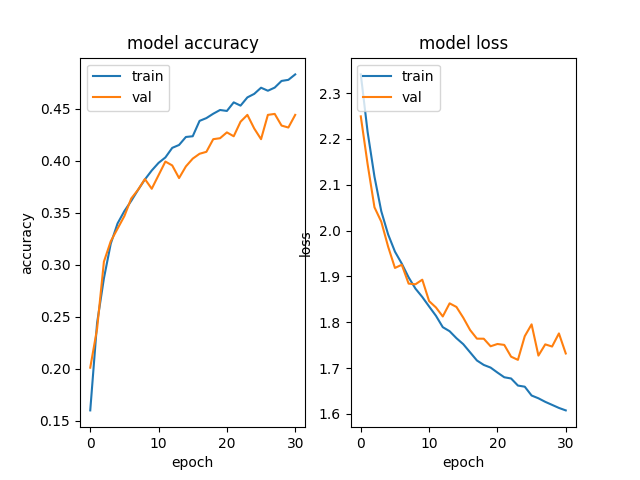 model accuracy
train
val
0.45
0.40
0.35
0.30
0.25
0.20
0.15
0
10
20
30
epoch
accuracy
model loss
train
val
2.3
2.2
2.1
2.0
1.9
1.8
1.7
1.6
0
10
20
30
epoch
loss